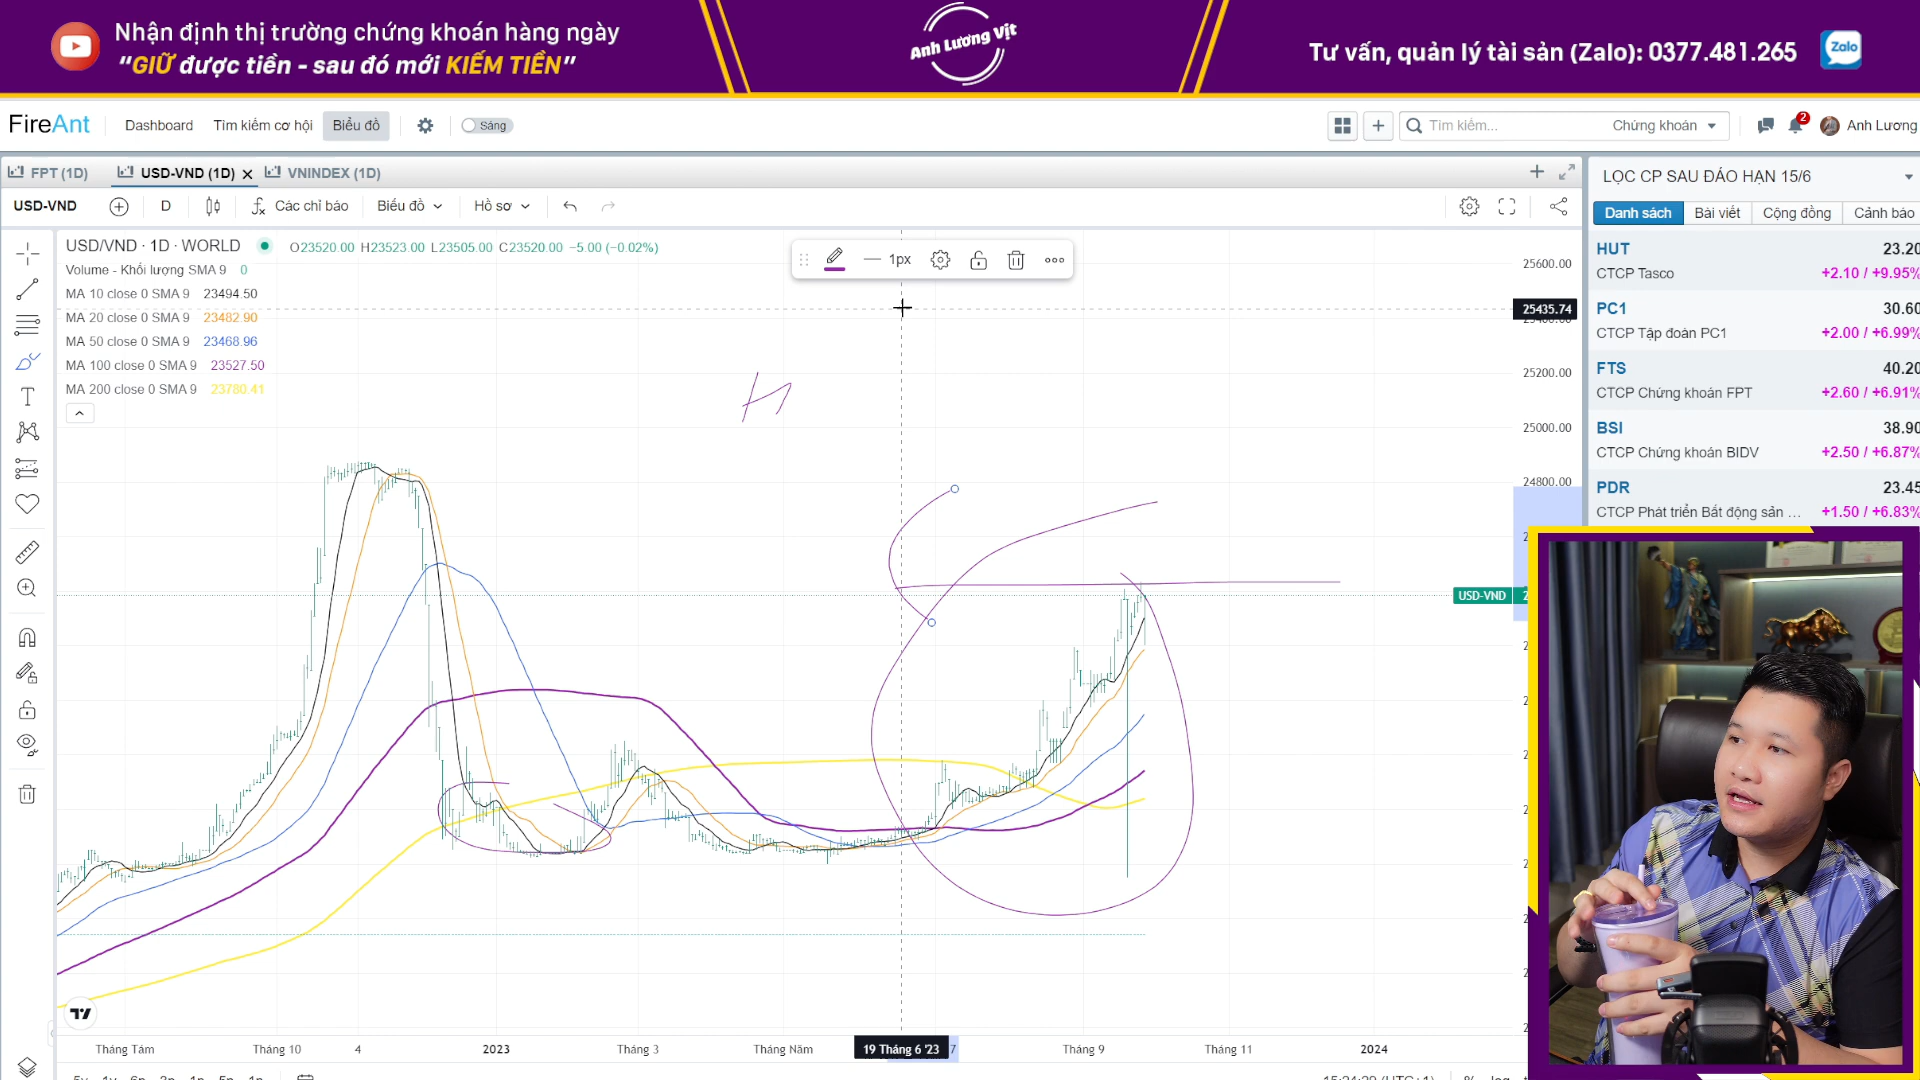 Nhận định thị trường chứng khoán hàng ngày
“GIỮ được tiền - sau đó mới KIẾM TIỀN”
Anh Lương Vịt
Tư vấn, quản lý tài sản (Zalo): 0377.481.265
Zalo
FireAnt
Dashboard
Tìm kiếm cơ hội
Biểu đồ
Sáng
Tìm kiếm...
Chứng khoán
2
Anh Lương
FPT (1D)
USD-VND (1D)
VNINDEX (1D)
USD-VND
D
Các chỉ báo
Biểu đồ
Hồ sơ
USD/VND · 1D · WORLD
O23520.00 H23523.00 L23505.00 C23520.00 −5.00 (−0.02%)
Volume - Khối lượng SMA 9 0
MA 10 close 0 SMA 9 23494.50
MA 20 close 0 SMA 9 23482.90
MA 50 close 0 SMA 9 23468.96
MA 100 close 0 SMA 9 23527.50
MA 200 close 0 SMA 9 23780.41
1px
25600.00
25435.74
25200.00
25000.00
24800.00
USD-VND
Tháng Tám
Tháng 10
4
2023
Tháng 3
Tháng Năm
19 Tháng 6 '23
7
Tháng 9
Tháng 11
2024
LỌC CP SAU ĐÁO HẠN 15/6
Danh sách
Bài viết
Cộng đồng
Cảnh báo
HUT 23.20
CTCP Tasco +2.10 / +9.95%
PC1 30.60
CTCP Tập đoàn PC1 +2.00 / +6.99%
FTS 40.20
CTCP Chứng khoán FPT +2.60 / +6.91%
BSI 38.90
CTCP Chứng khoán BIDV +2.50 / +6.87%
PDR 23.45
CTCP Phát triển Bất động sản ... +1.50 / +6.83%